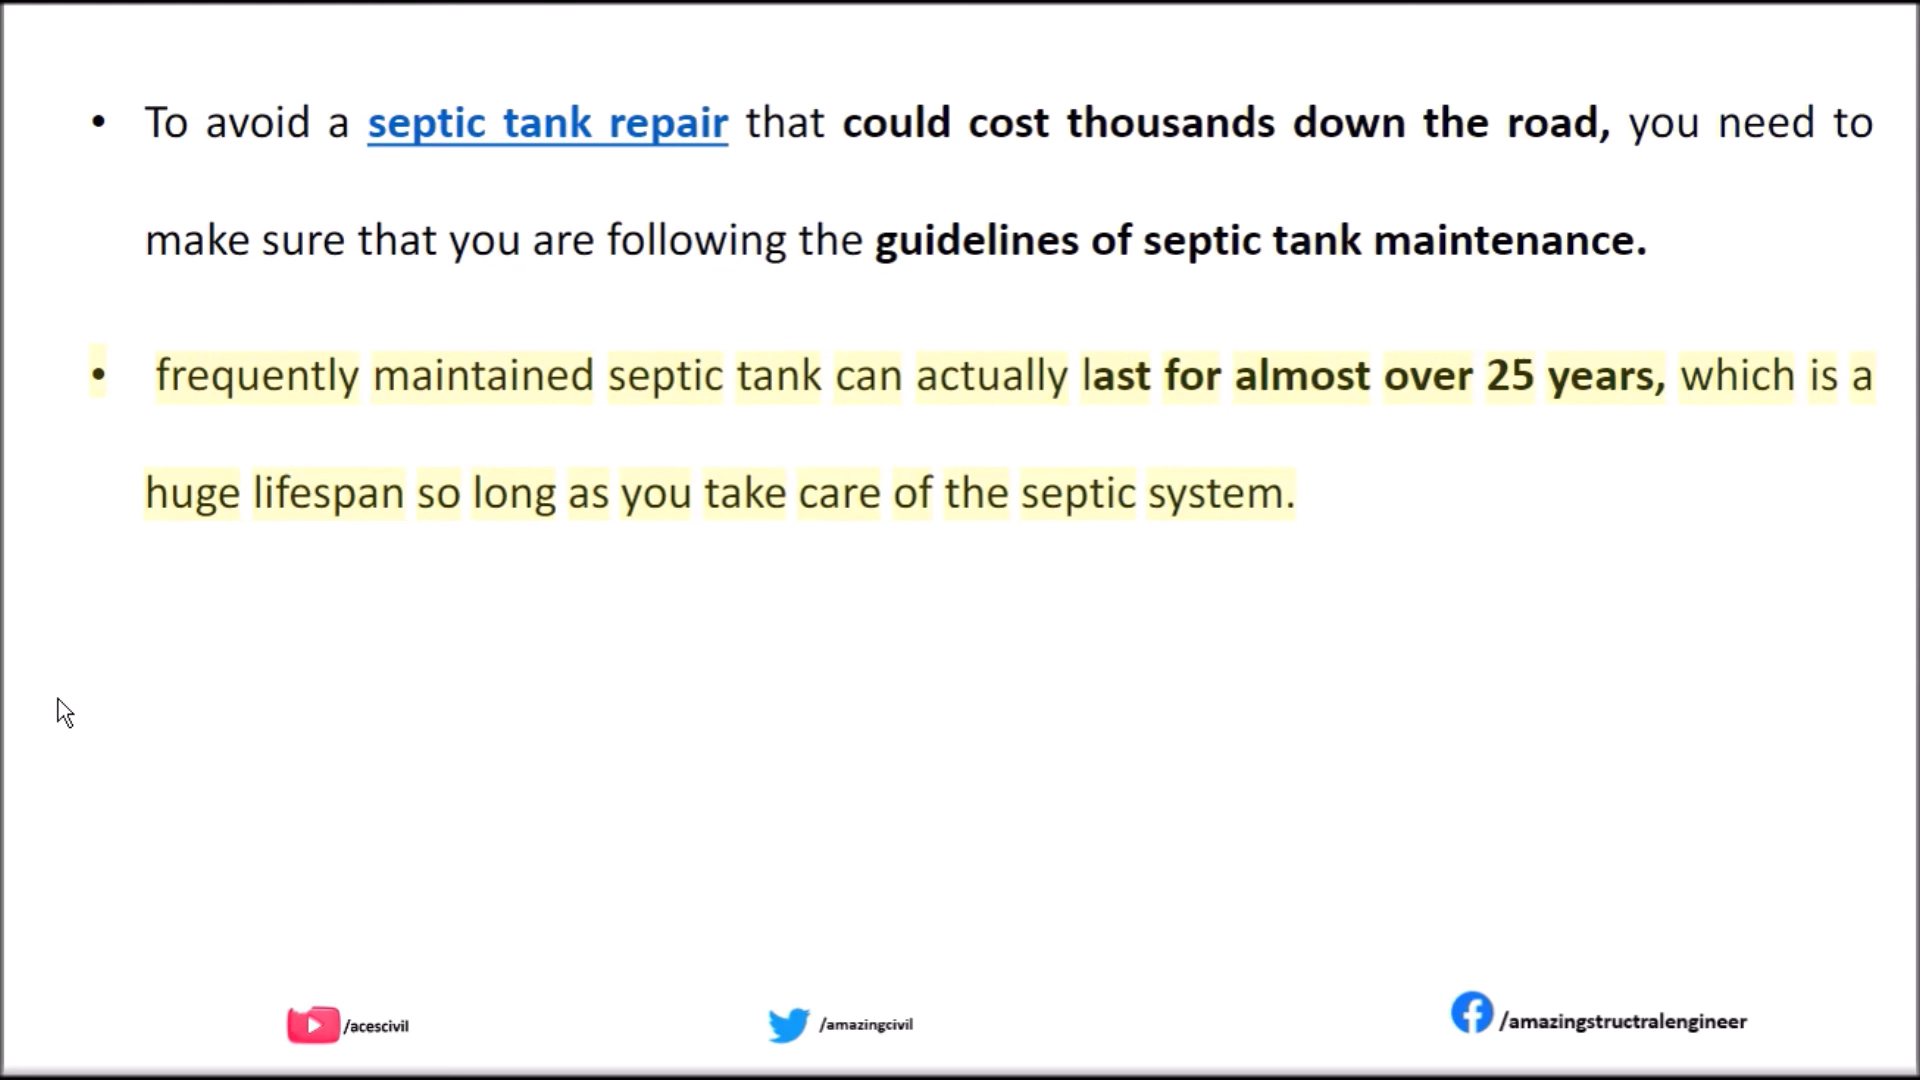 • To avoid a septic tank repair that could cost thousands down the road, you need to
make sure that you are following the guidelines of septic tank maintenance.
• frequently maintained septic tank can actually last for almost over 25 years, which is a
huge lifespan so long as you take care of the septic system.
/acescivil
/amazingcivil
/amazingstructralengineer